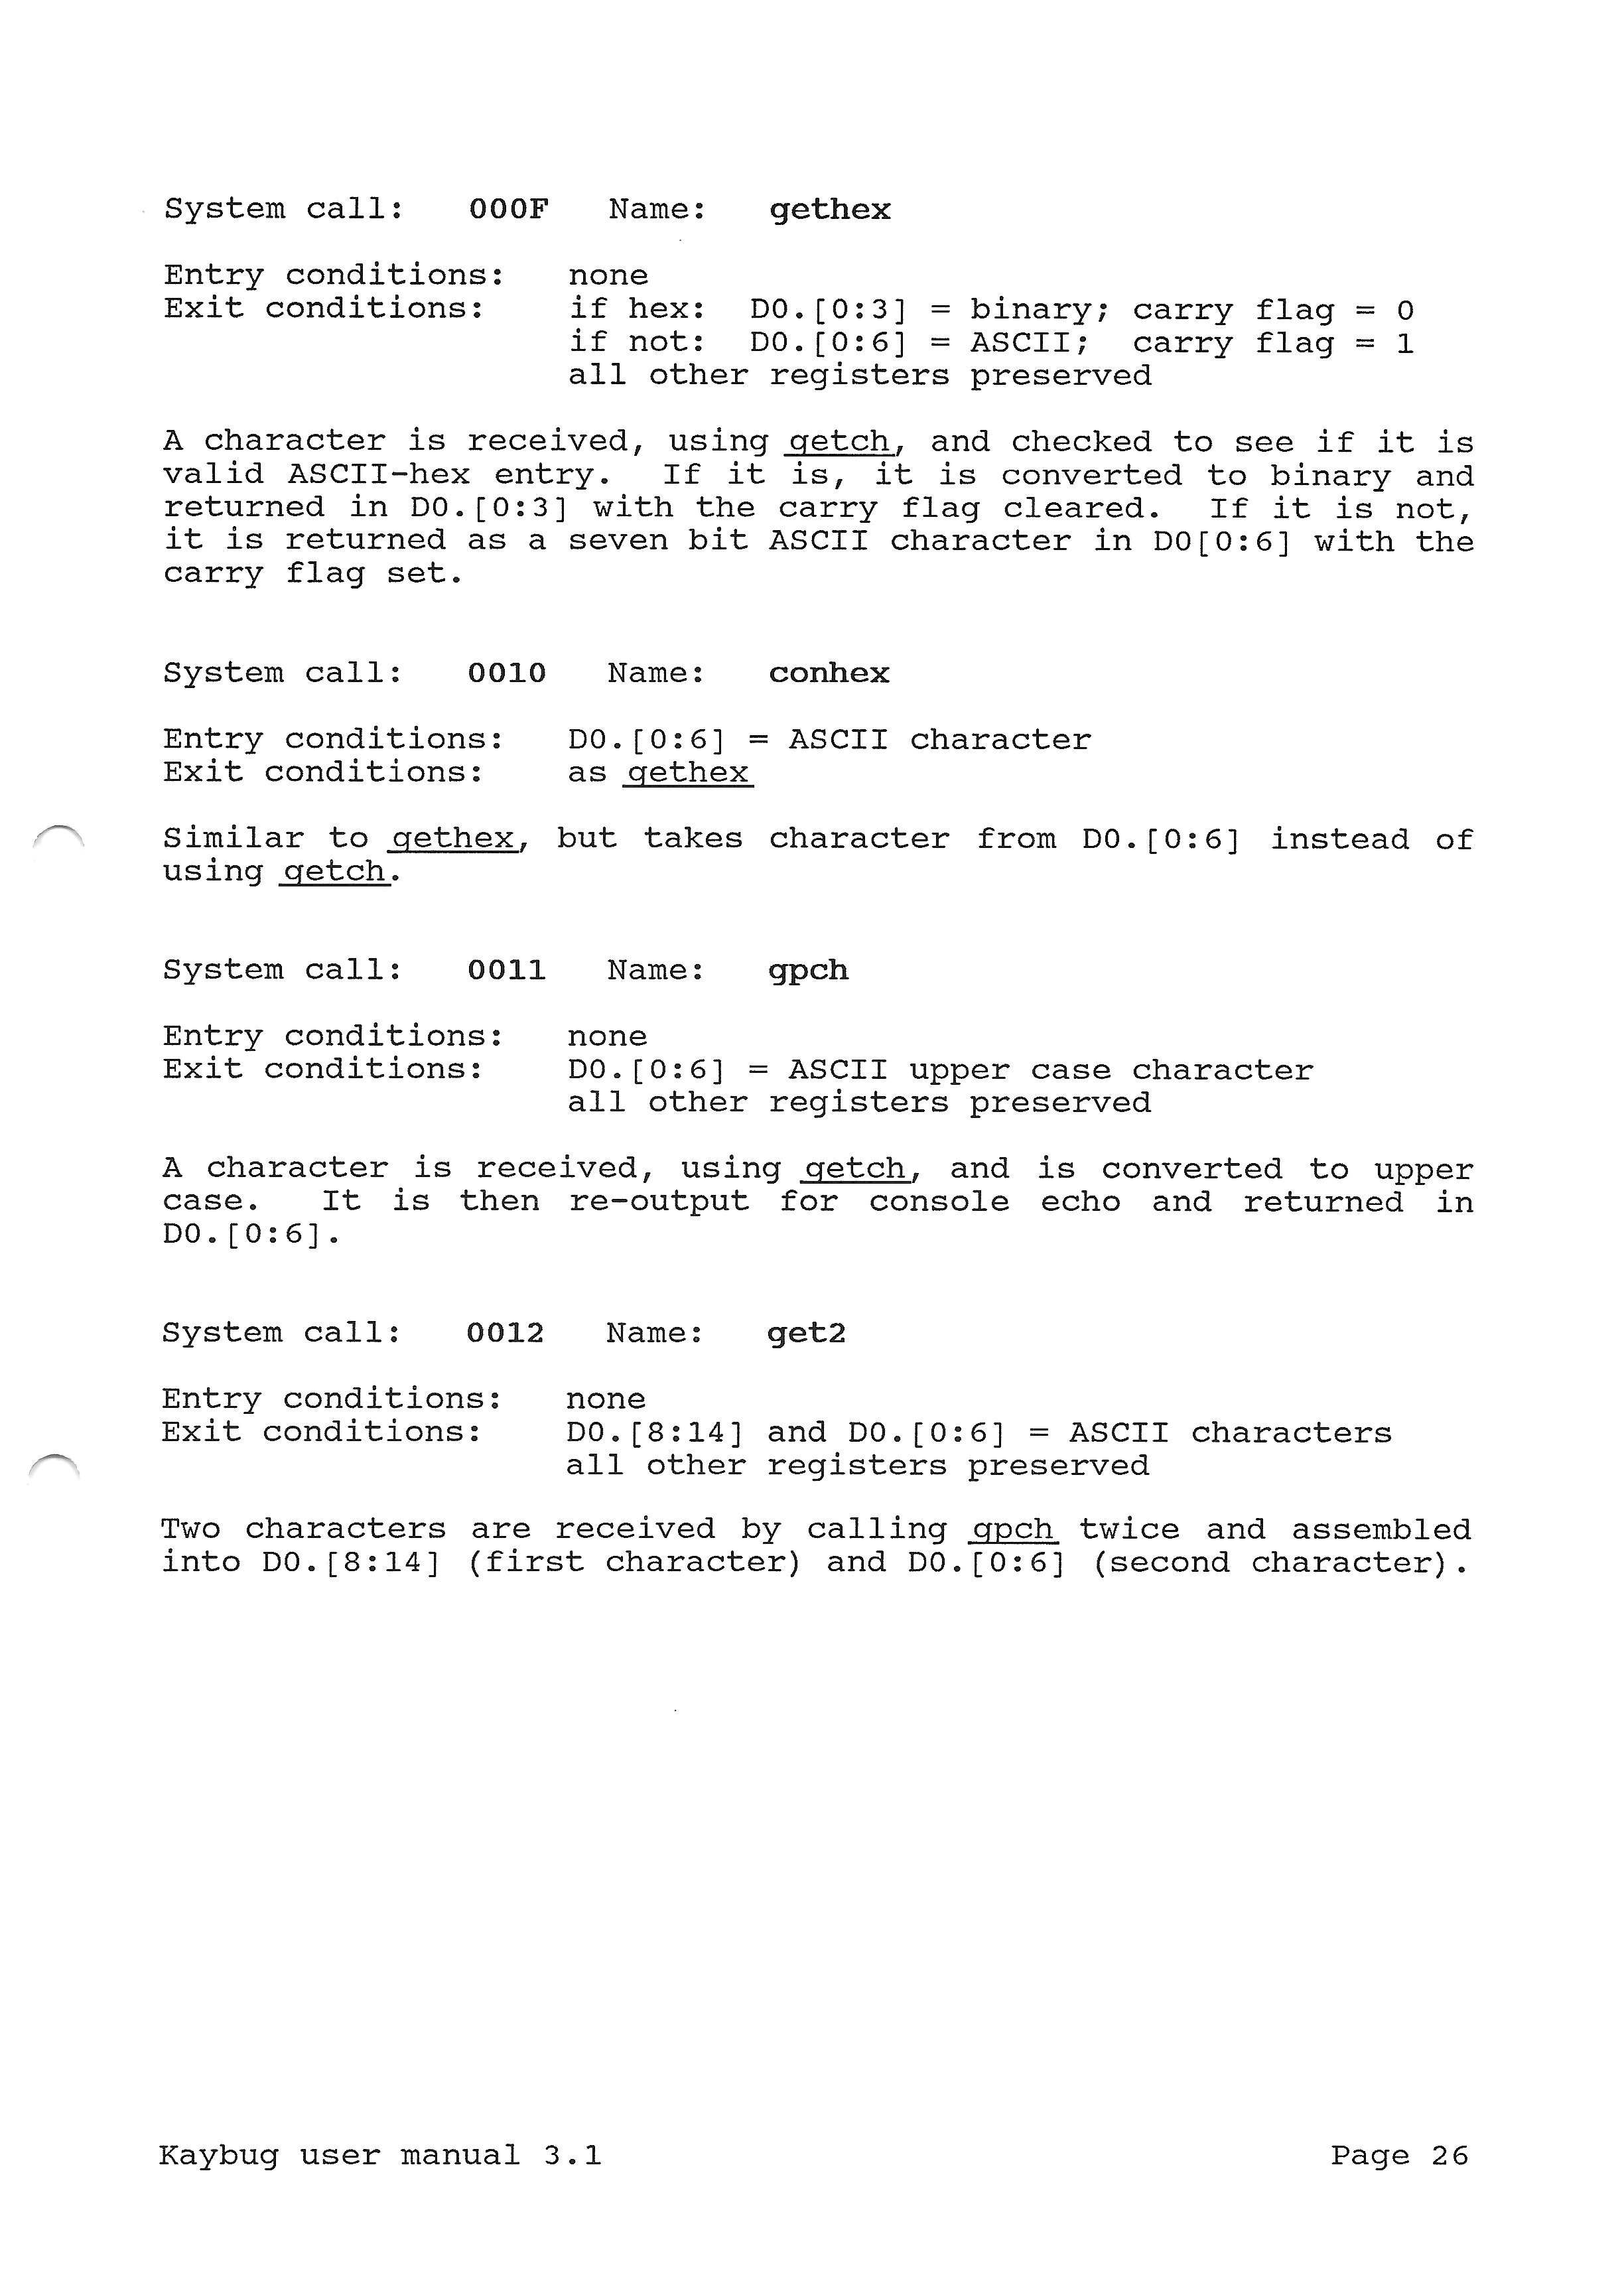 System call: 000F Name: gethex
Entry conditions: none
Exit conditions: if hex: D0.[0:3] = binary; carry flag = 0
if not: D0.[0:6] = ASCII; carry flag = 1
all other registers preserved
A character is received, using getch, and checked to see if it is
valid ASCII-hex entry. If it is, it is converted to binary and
returned in D0.[0:3] with the carry flag cleared. If it is not,
it is returned as a seven bit ASCII character in D0[0:6] with the
carry flag set.
System call: 0010 Name: conhex
Entry conditions: D0.[0:6] = ASCII character
Exit conditions: as gethex
Similar to gethex, but takes character from D0.[0:6] instead of
using getch.
System call: 0011 Name: gpch
Entry conditions: none
Exit conditions: D0.[0:6] = ASCII upper case character
all other registers preserved
A character is received, using getch, and is converted to upper
case. It is then re-output for console echo and returned in
D0.[0:6].
System call: 0012 Name: get2
Entry conditions: none
Exit conditions: D0.[8:14] and D0.[0:6] = ASCII characters
all other registers preserved
Two characters are received by calling gpch twice and assembled
into D0.[8:14] (first character) and D0.[0:6] (second character).
Kaybug user manual 3.1 Page 26